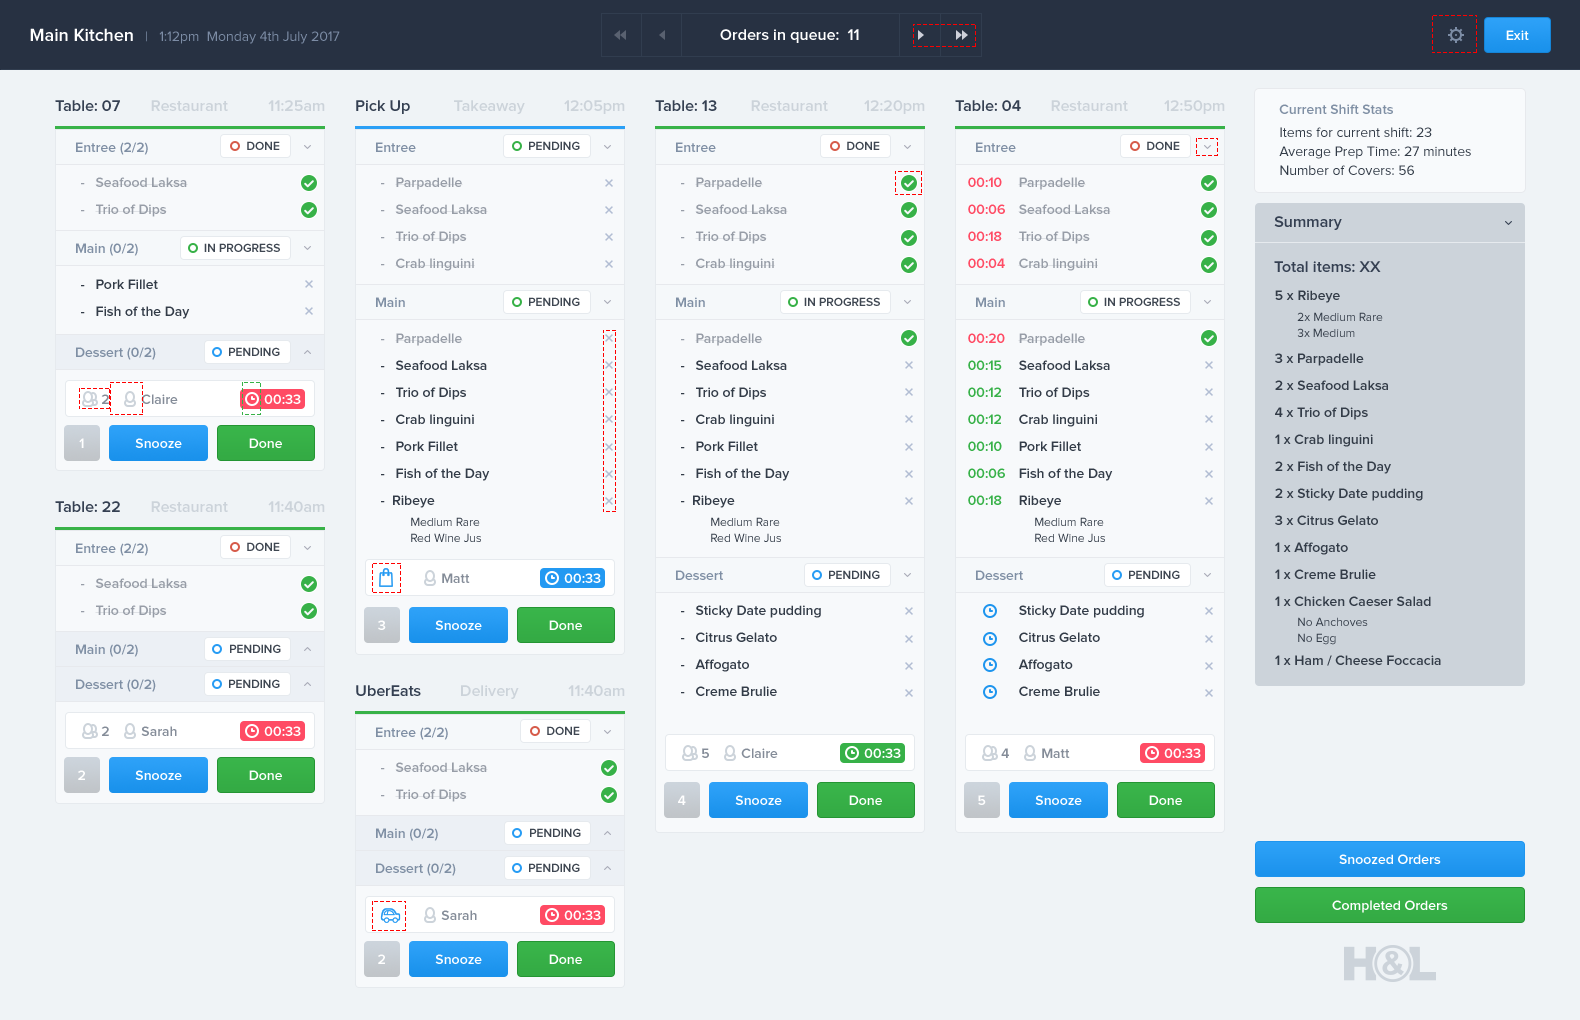 Main Kitchen | 1:12pm Monday 4th July 2017
Orders in queue: 11
Exit
Table: 07 Restaurant 11:25am
Entree (2/2) DONE
- Seafood Laksa
- Trio of Dips
Main (0/2) IN PROGRESS
- Pork Fillet
- Fish of the Day
Dessert (0/2) PENDING
2 Claire 00:33
1 Snooze Done
Table: 22 Restaurant 11:40am
Entree (2/2) DONE
- Seafood Laksa
- Trio of Dips
Main (0/2) PENDING
Dessert (0/2) PENDING
2 Sarah 00:33
2 Snooze Done
Pick Up Takeaway 12:05pm
Entree PENDING
- Parpadelle
- Seafood Laksa
- Trio of Dips
- Crab linguini
Main PENDING
- Parpadelle
- Seafood Laksa
- Trio of Dips
- Crab linguini
- Pork Fillet
- Fish of the Day
- Ribeye
Medium Rare
Red Wine Jus
Matt 00:33
3 Snooze Done
UberEats Delivery 11:40am
Entree (2/2) DONE
- Seafood Laksa
- Trio of Dips
Main (0/2) PENDING
Dessert (0/2) PENDING
Sarah 00:33
2 Snooze Done
Table: 13 Restaurant 12:20pm
Entree DONE
- Parpadelle
- Seafood Laksa
- Trio of Dips
- Crab linguini
Main IN PROGRESS
- Parpadelle
- Seafood Laksa
- Trio of Dips
- Crab linguini
- Pork Fillet
- Fish of the Day
- Ribeye
Medium Rare
Red Wine Jus
Dessert PENDING
- Sticky Date pudding
- Citrus Gelato
- Affogato
- Creme Brulie
5 Claire 00:33
4 Snooze Done
Table: 04 Restaurant 12:50pm
Entree DONE
00:10 Parpadelle
00:06 Seafood Laksa
00:18 Trio of Dips
00:04 Crab linguini
Main IN PROGRESS
00:20 Parpadelle
00:15 Seafood Laksa
00:12 Trio of Dips
00:12 Crab linguini
00:10 Pork Fillet
00:06 Fish of the Day
00:18 Ribeye
Medium Rare
Red Wine Jus
Dessert PENDING
Sticky Date pudding
Citrus Gelato
Affogato
Creme Brulie
4 Matt 00:33
5 Snooze Done
Current Shift Stats
Items for current shift: 23
Average Prep Time: 27 minutes
Number of Covers: 56
Summary
Total items: XX
5 x Ribeye
2x Medium Rare
3x Medium
3 x Parpadelle
2 x Seafood Laksa
4 x Trio of Dips
1 x Crab linguini
2 x Fish of the Day
2 x Sticky Date pudding
3 x Citrus Gelato
1 x Affogato
1 x Creme Brulie
1 x Chicken Caeser Salad
No Anchoves
No Egg
1 x Ham / Cheese Foccacia
Snoozed Orders
Completed Orders
H&L